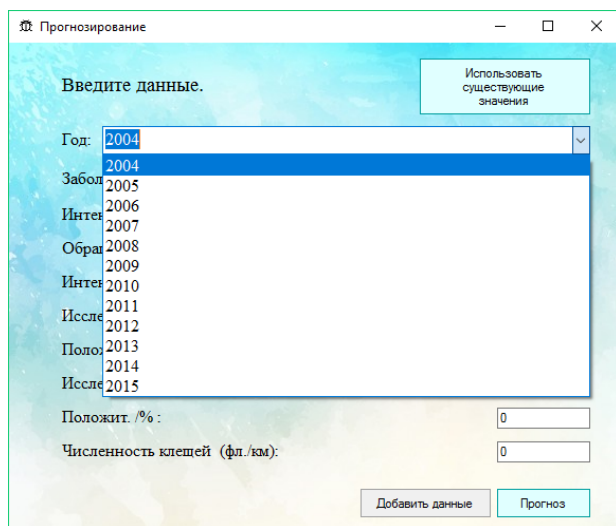 Прогнозирование
Введите данные.
Использовать
существующие
значения
Год: 2004
2004
Забол
2005
2006
Интен
2007
Обращ
2008
2009
Интен
2010
2011
Иссле
2012
Полож
2013
2014
Иссле
2015
Положит. /% : 0
Численность клещей (фл./км): 0
Добавить данные
Прогноз